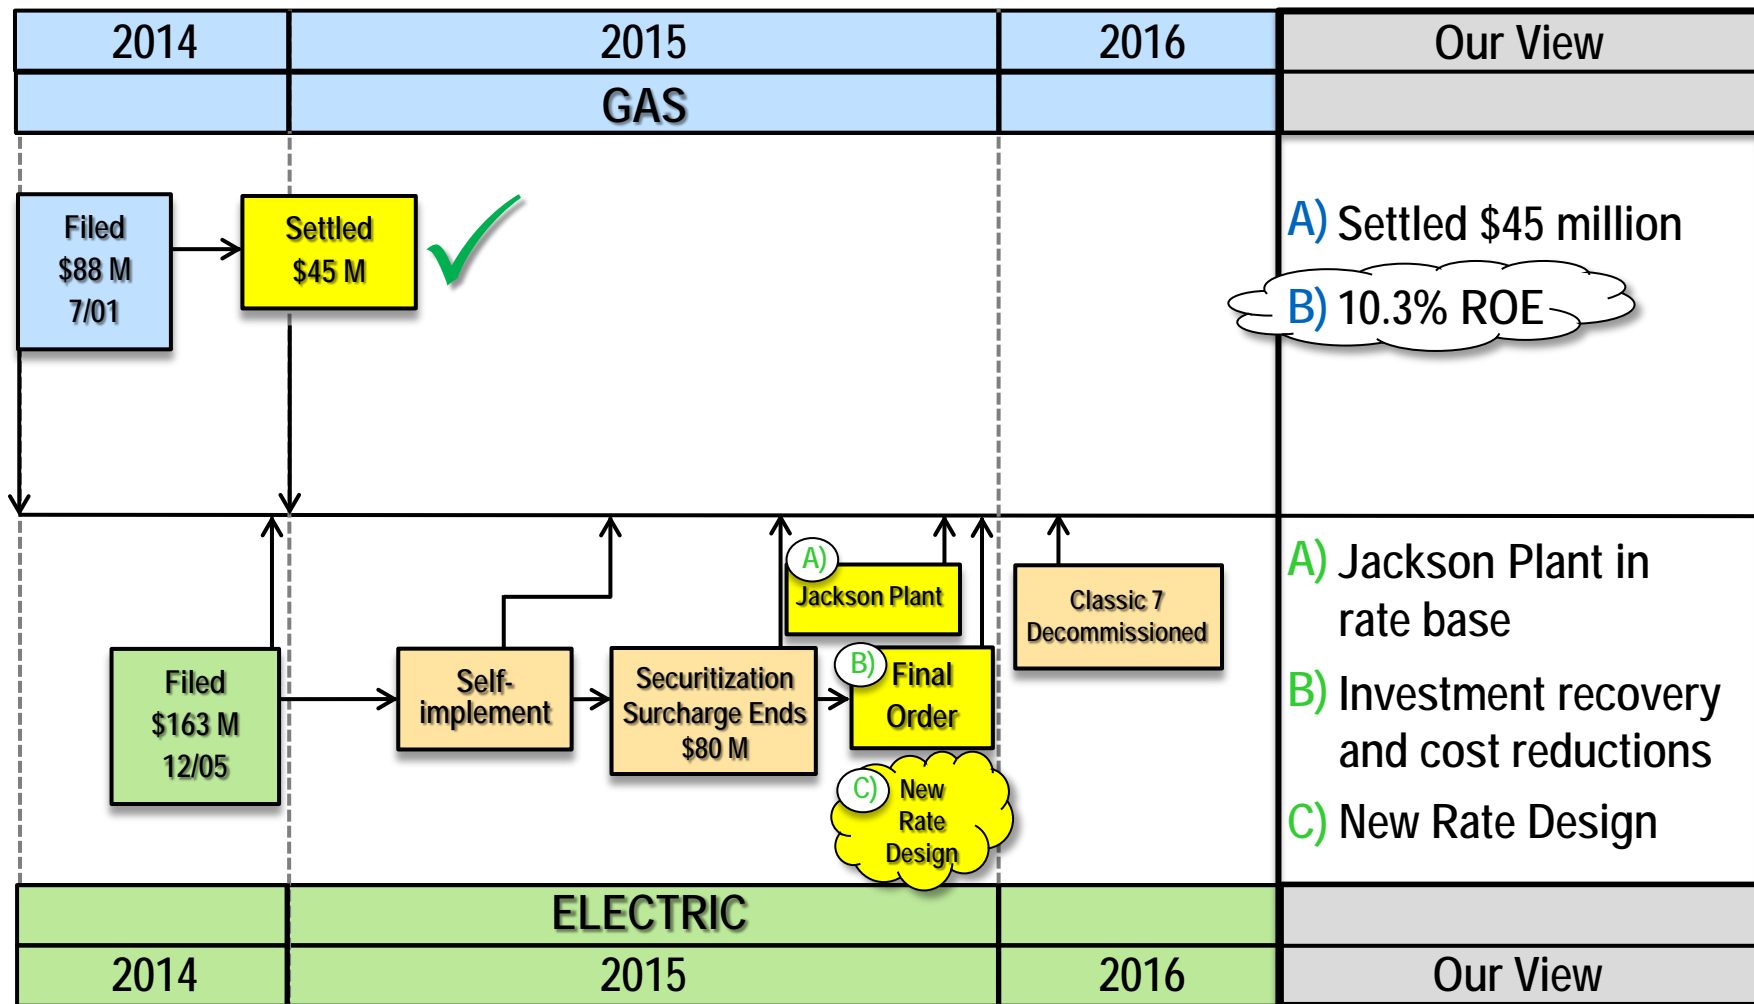 2014
2015
2016
Our View
GAS
Filed
$88 M
7/01
Settled
$45 M
A) Settled $45 million
B) 10.3% ROE
Filed
$163 M
12/05
Self-
implement
Securitization
Surcharge Ends
$80 M
A)
Jackson Plant
B)
Final
Order
C)
New
Rate
Design
Classic 7
Decommissioned
A) Jackson Plant in
rate base
B) Investment recovery
and cost reductions
C) New Rate Design
ELECTRIC
2014
2015
2016
Our View